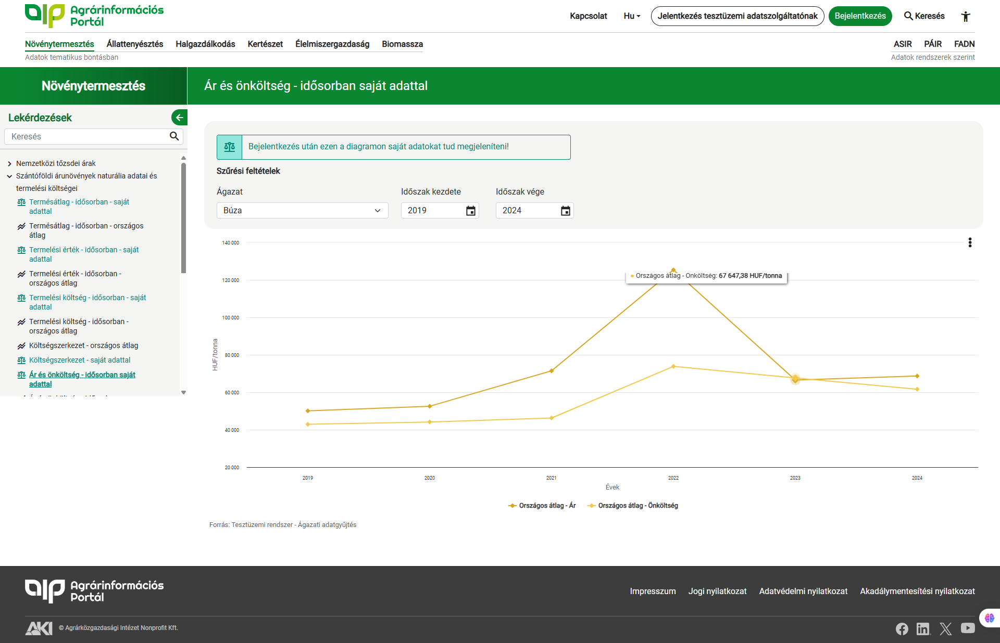 Agrárinformációs
Portál
Kapcsolat
Hu
Jelentkezés tesztüzemi adatszolgáltatónak
Bejelentkezés
Keresés
Növénytermesztés
Állattenyésztés
Halgazdálkodás
Kertészet
Élelmiszergazdaság
Biomassza
Adatok tematikus bontásban
ASIR
PÁIR
FADN
Adatok rendszerek szerint
Növénytermesztés
Ár és önköltség - idősorban saját adattal
Lekérdezések
Keresés
Nemzetközi tőzsdei árak
Szántóföldi árunövények naturália adatai és
termelési költségei
Termésátlag - idősorban - saját
adattal
Termésátlag - idősorban - országos
átlag
Termelési érték - idősorban - saját
adattal
Termelési érték - idősorban -
országos átlag
Termelési költség - idősorban - saját
adattal
Termelési költség - idősorban -
országos átlag
Költségszerkezet - országos átlag
Költségszerkezet - saját adattal
Ár és önköltség - idősorban saját
adattal
Bejelentkezés után ezen a diagramon saját adatokat tud megjeleníteni!
Szűrési feltételek
Ágazat
Időszak kezdete
Időszak vége
Búza
2019
2024
140 000
120 000
100 000
80 000
60 000
40 000
20 000
HUF/tonna
Országos átlag - Önköltség: 67 647,38 HUF/tonna
2019
2020
2021
2022
2023
2024
Évek
Országos átlag - Ár
Országos átlag - Önköltség
Forrás: Tesztüzemi rendszer - Ágazati adatgyűjtés
Agrárinformációs
Portál
Impresszum
Jogi nyilatkozat
Adatvédelmi nyilatkozat
Akadálymentesítési nyilatkozat
AKI
© Agrárközgazdasági Intézet Nonprofit Kft.